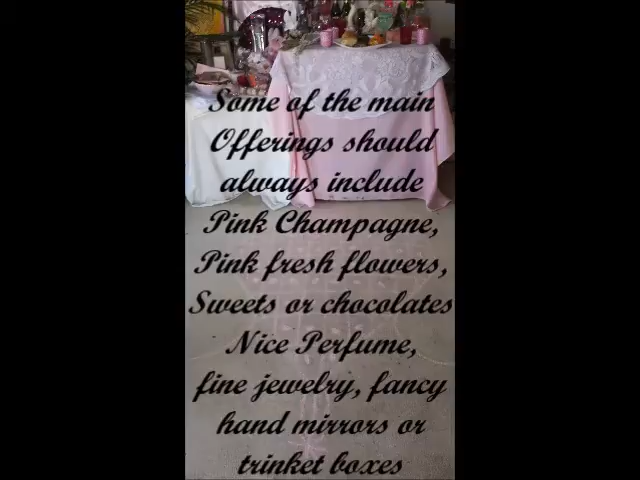 Some of the main
Offerings should
always include
Pink Champagne,
Pink fresh flowers,
Sweets or chocolates
Nice Perfume,
fine jewelry, fancy
hand mirrors or
trinket boxes